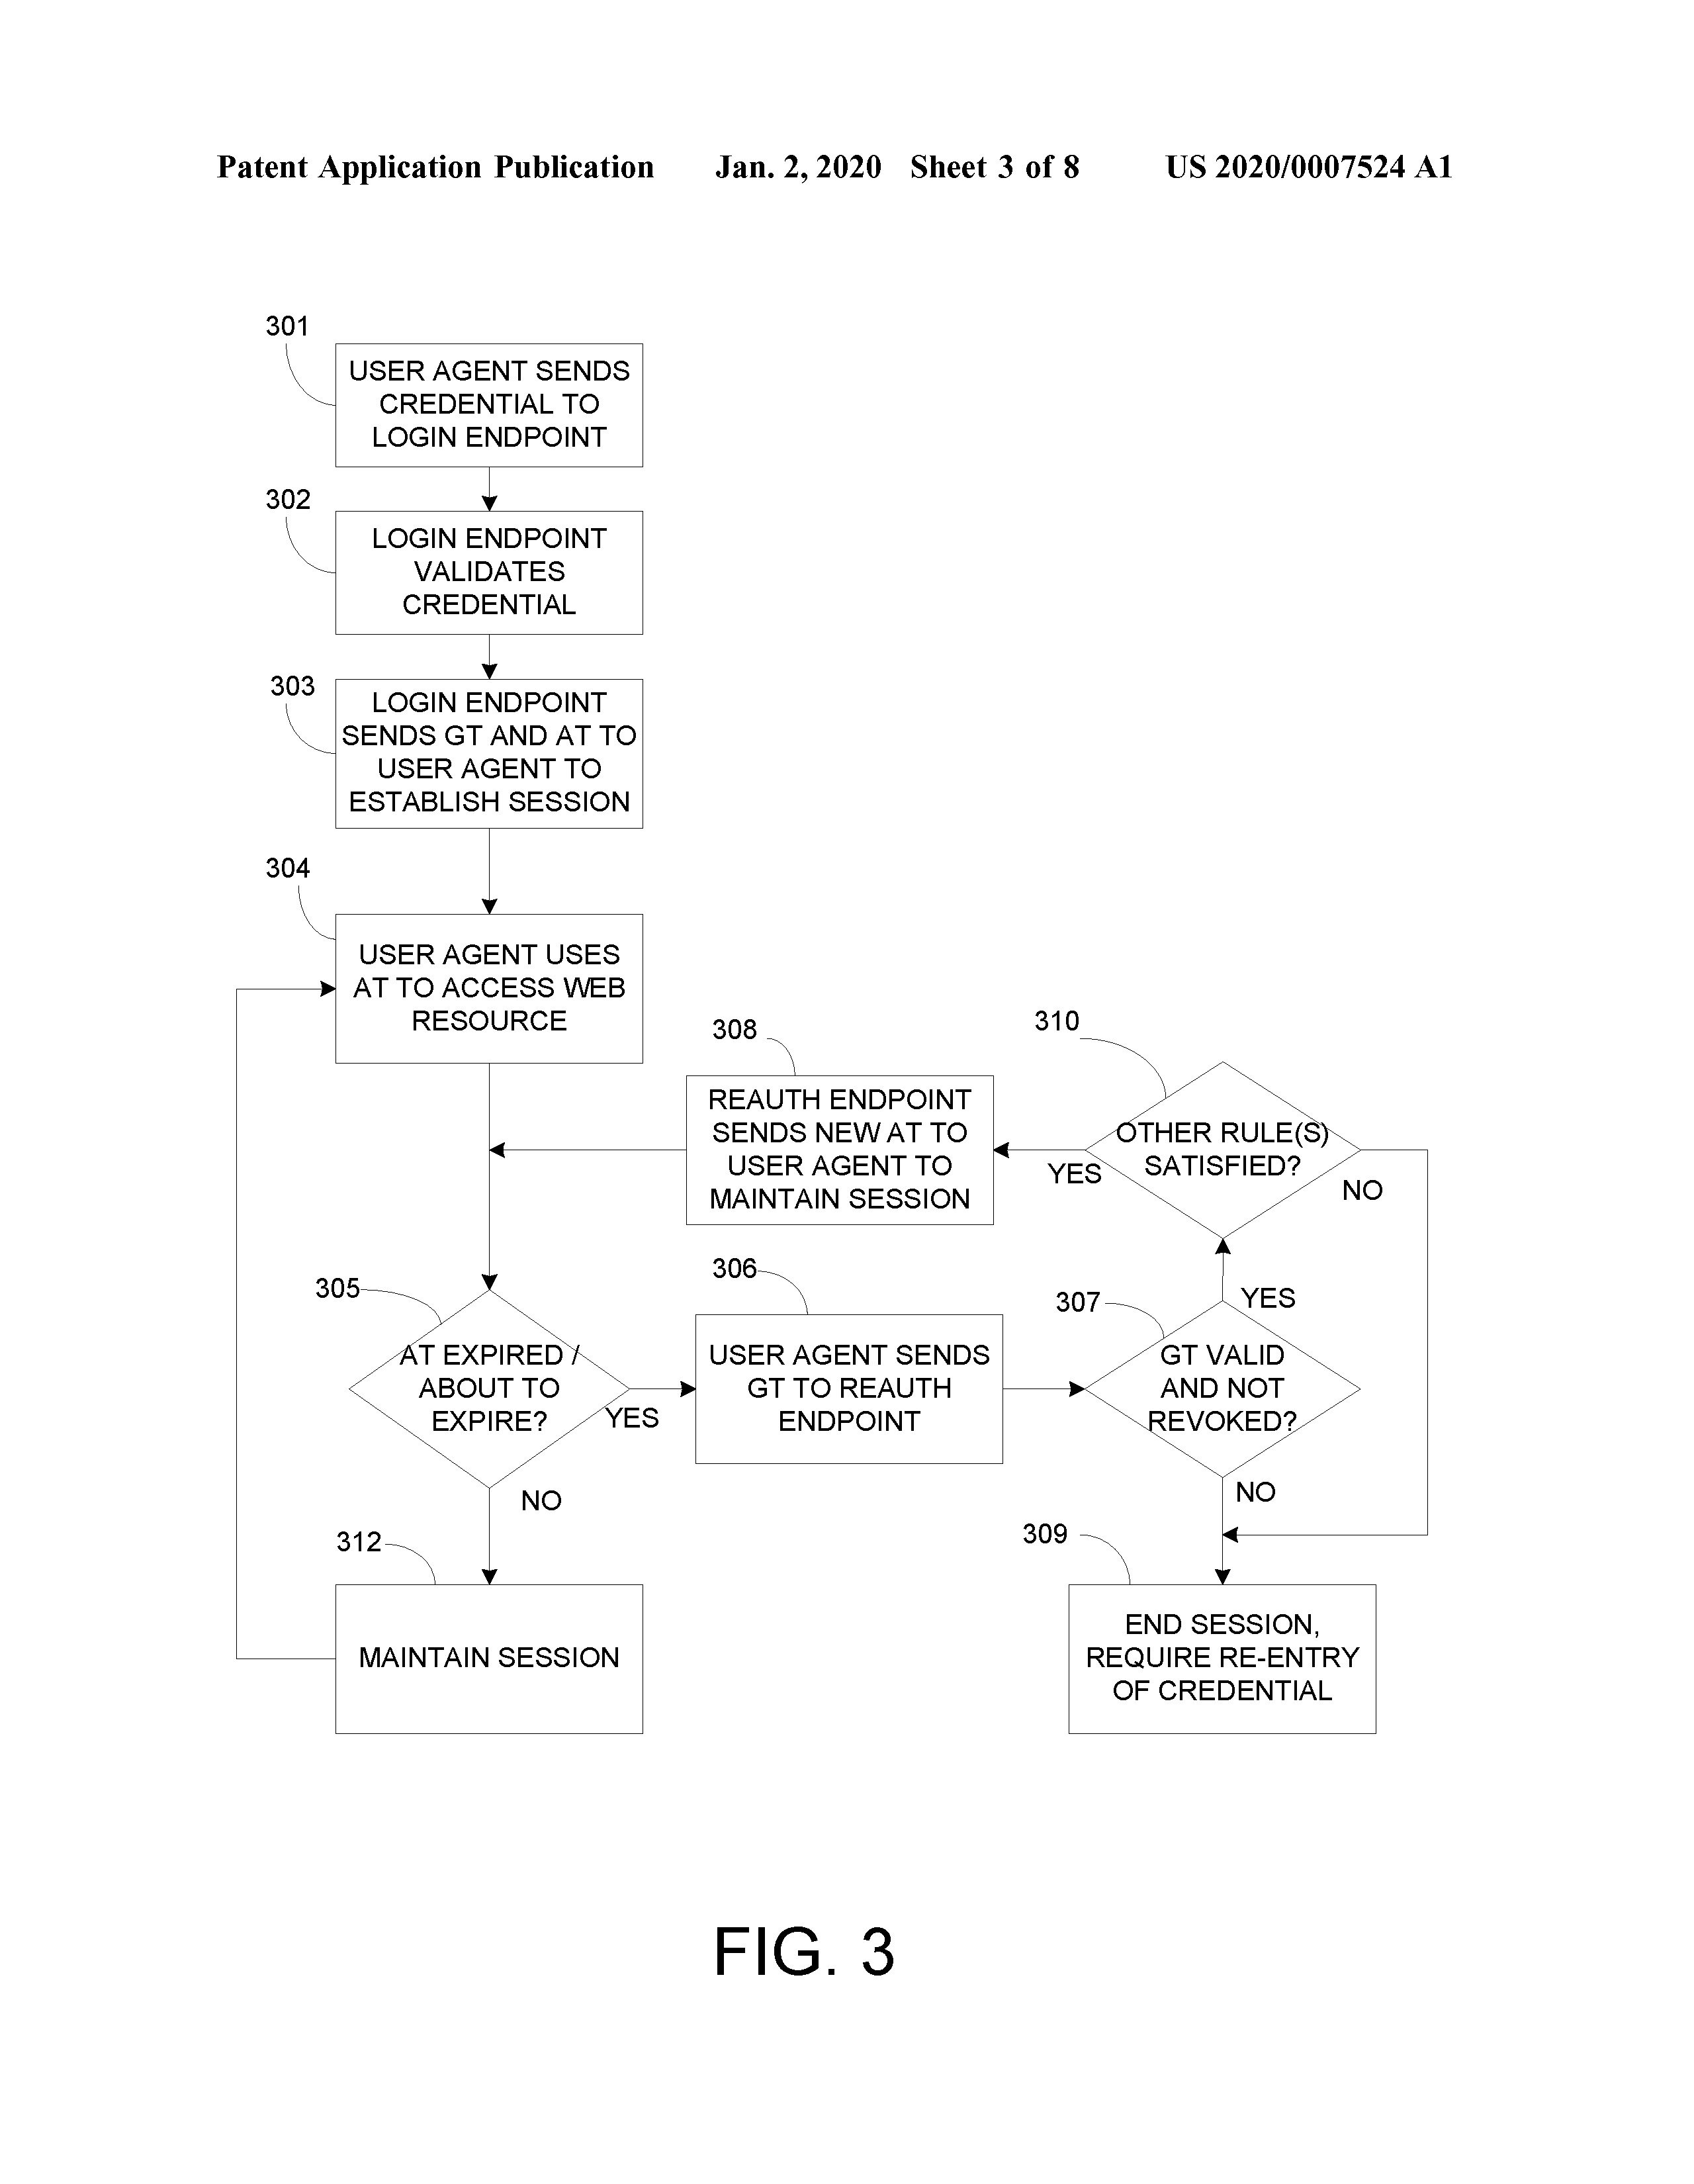 Patent Application Publication Jan. 2, 2020 Sheet 3 of 8 US 2020/0007524 A1
301
USER AGENT SENDS
CREDENTIAL TO
LOGIN ENDPOINT
302
LOGIN ENDPOINT
VALIDATES
CREDENTIAL
303
LOGIN ENDPOINT
SENDS GT AND AT TO
USER AGENT TO
ESTABLISH SESSION
304
USER AGENT USES
AT TO ACCESS WEB
RESOURCE
308
REAUTH ENDPOINT
SENDS NEW AT TO
USER AGENT TO
MAINTAIN SESSION
310
OTHER RULE(S)
SATISFIED?
YES
NO
305
AT EXPIRED /
ABOUT TO
EXPIRE?
YES
NO
306
USER AGENT SENDS
GT TO REAUTH
ENDPOINT
307
YES
GT VALID
AND NOT
REVOKED?
NO
312
MAINTAIN SESSION
309
END SESSION,
REQUIRE RE-ENTRY
OF CREDENTIAL
FIG. 3